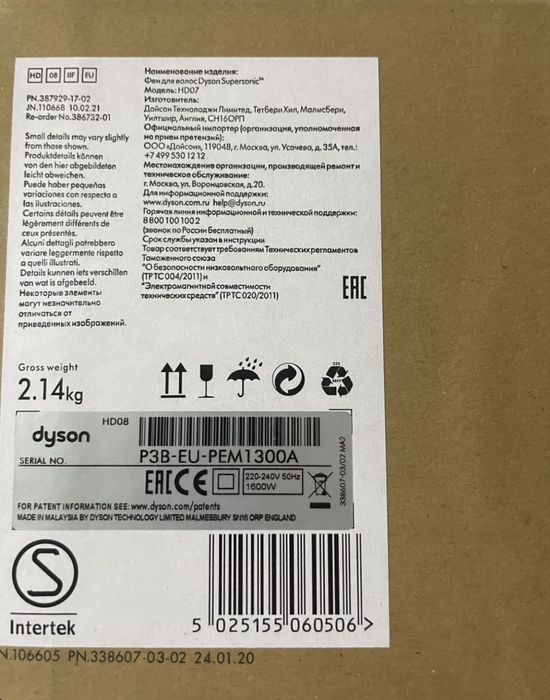 HD 08 IIF EU
PN.387929-17-02
JN.110668 10.02.21
Re-order No.386732-01
Small details may vary slightly
from those shown.
Produktdetails können
von den hier abgebildeten
leicht abweichen.
Puede haber pequeñas
variaciones con respecto a
las ilustraciones.
Certains détails peuvent être
légèrement différents de
ceux présentés.
Alcuni dettagli potrebbero
variare leggermente rispetto
a quelli illustrati.
Details kunnen iets verschillen
van wat is afgebeeld.
Некоторые элементы
могут незначительно
отличаться от
приведенных изображений.
Наименование изделия:
Фен для волос Dyson Supersonic™
Модель: HD07
Изготовитель:
Дайсон Текнолоджи Лимитед, Тетбери Хил, Малмсбери,
Уилтшир, Англия, СН16ОРП
Официальный импортер (организация, уполномоченная
на прием претензий):
ООО «Дайсон», 119048, г. Москва, ул. Усачева, д. 35А, тел.:
+7 499 530 12 12
Местонахождение организации, производящей ремонт и
техническое обслуживание:
г. Москва, ул. Воронцовская, д.20.
Для информационной поддержки:
www.dyson.com.ru help@dyson.ru
Горячая линия информационной и технической поддержки:
8 800 100 100 2
(звонок по России бесплатный)
Срок службы указан в инструкции
Товар соответствует требованиям Технических регламентов
Таможенного союза
"О безопасности низковольтного оборудования"
(ТР ТС 004/2011) и
"Электромагнитной совместимости
технических средств" (ТР ТС 020/2011)
EAC
Gross weight
2.14kg
dyson
HD08
SERIAL NO.
P3B-EU-PEM1300A
EAC CE
220-240V 50Hz
1600W
338607-03/02 MA2
FOR PATENT INFORMATION SEE: www.dyson.com/patents
MADE IN MALAYSIA BY DYSON TECHNOLOGY LIMITED MALMESBURY SN16 ORP ENGLAND
S
Intertek
5 025155 060506 >
N.106605 PN.338607-03-02 24.01.20